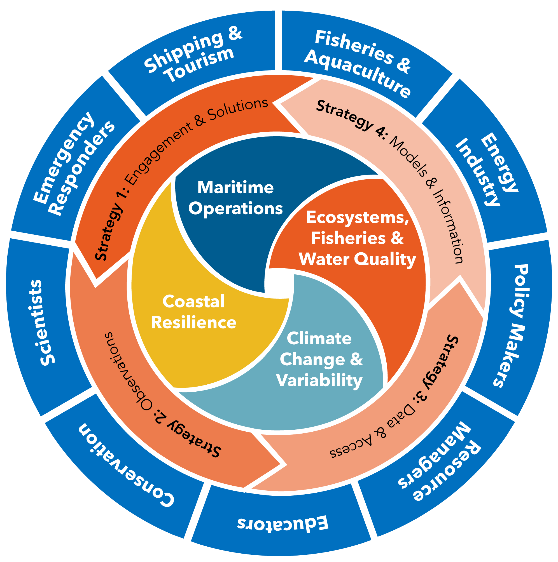 Shipping &
Tourism
Fisheries &
Aquaculture
Energy
Industry
Policy Makers
Resource
Managers
Educators
Conservation
Scientists
Emergency
Responders
Strategy 1: Engagement & Solutions
Strategy 4: Models & Information
Strategy 3: Data & Access
Strategy 2: Observations
Maritime
Operations
Ecosystems,
Fisheries &
Water Quality
Climate
Change &
Variability
Coastal
Resilience